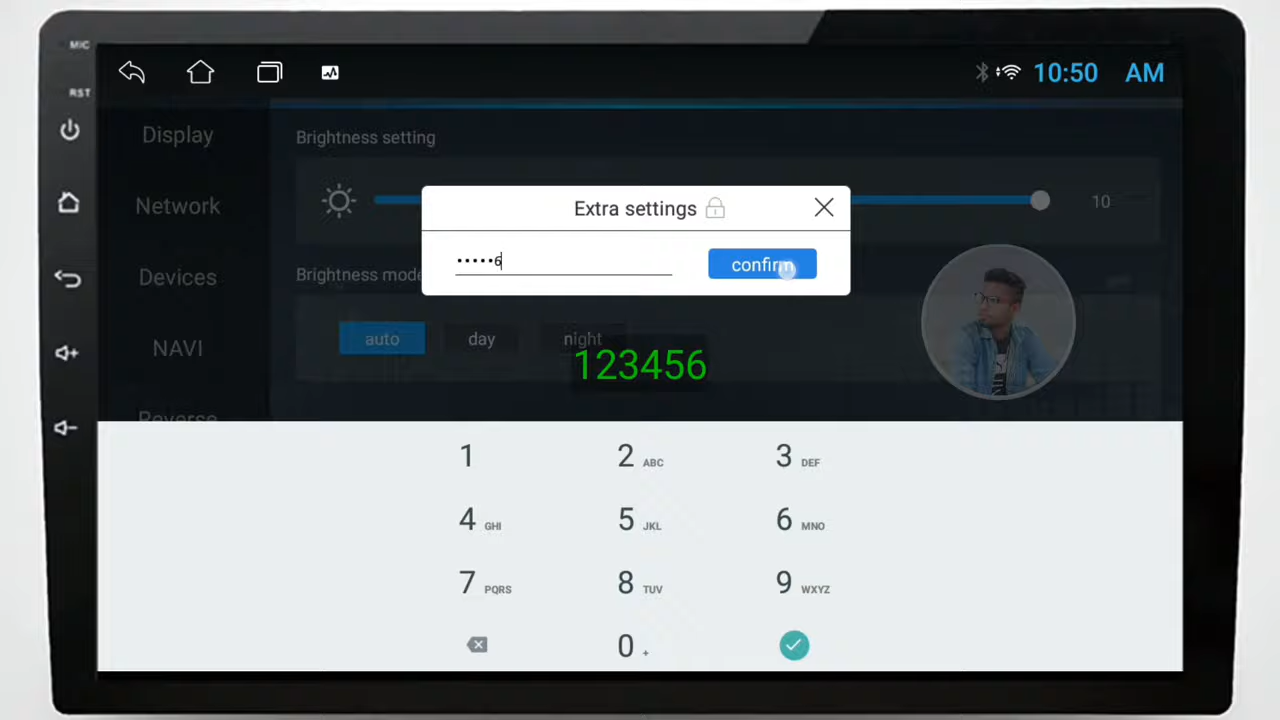 MIC
10:50 AM
RST
Display
Brightness setting
Network
Extra settings
10
•••••6
confirm
Devices
Brightness mode
auto
day
night
NAVI
123456
Reverse
1
2 ABC
3 DEF
4 GHI
5 JKL
6 MNO
7 PQRS
8 TUV
9 WXYZ
0 +